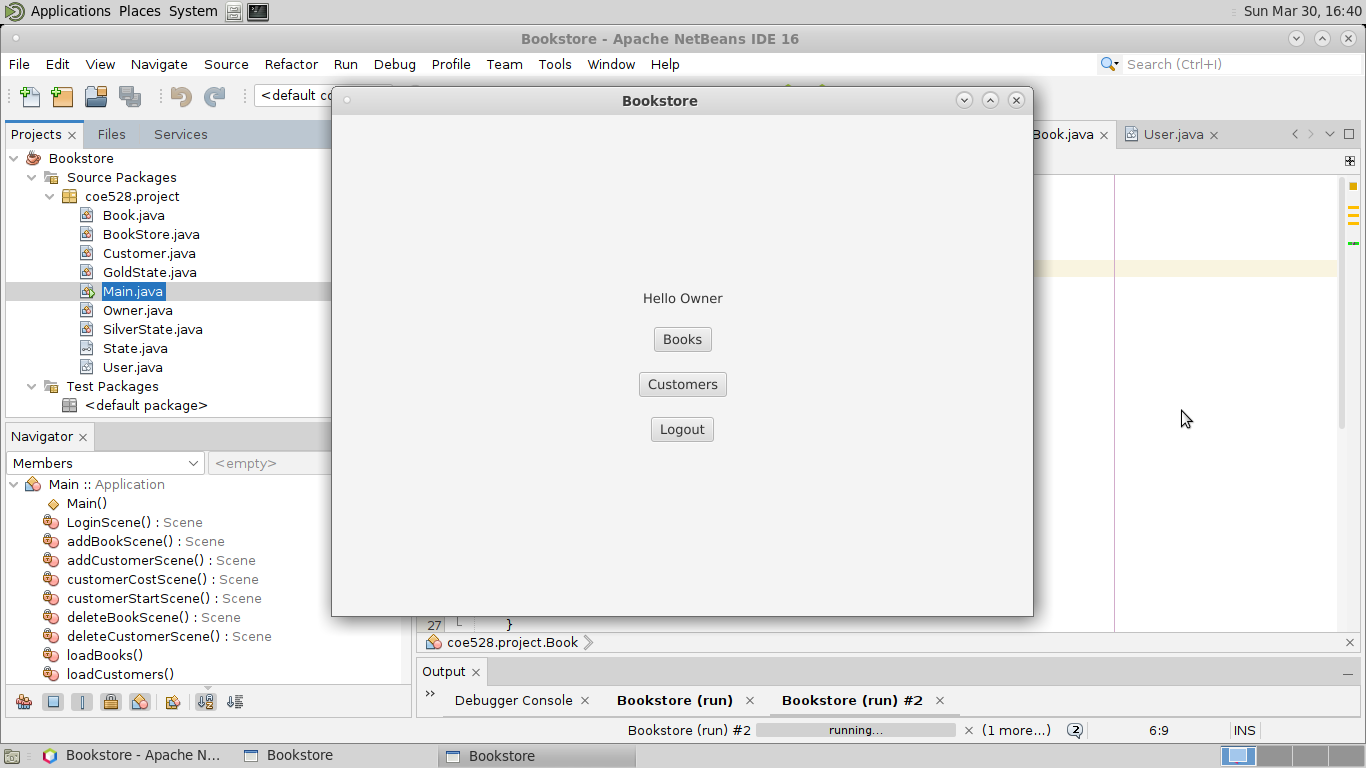 Applications Places System
Sun Mar 30, 16:40
Bookstore - Apache NetBeans IDE 16
File Edit View Navigate Source Refactor Run Debug Profile Team Tools Window Help
Search (Ctrl+I)
<default co
Bookstore
Projects Files Services
Book.java User.java
Bookstore
Source Packages
coe528.project
Book.java
BookStore.java
Customer.java
GoldState.java
Main.java
Owner.java
SilverState.java
State.java
User.java
Test Packages
<default package>
Hello Owner
Books
Customers
Logout
Navigator
Members
<empty>
Main :: Application
Main()
LoginScene() : Scene
addBookScene() : Scene
addCustomerScene() : Scene
customerCostScene() : Scene
customerStartScene() : Scene
deleteBookScene() : Scene
deleteCustomerScene() : Scene
loadBooks()
loadCustomers()
27 }
coe528.project.Book
Output
Debugger Console Bookstore (run) Bookstore (run) #2
Bookstore (run) #2 running... (1 more...) 2 6:9 INS
Bookstore - Apache N... Bookstore Bookstore